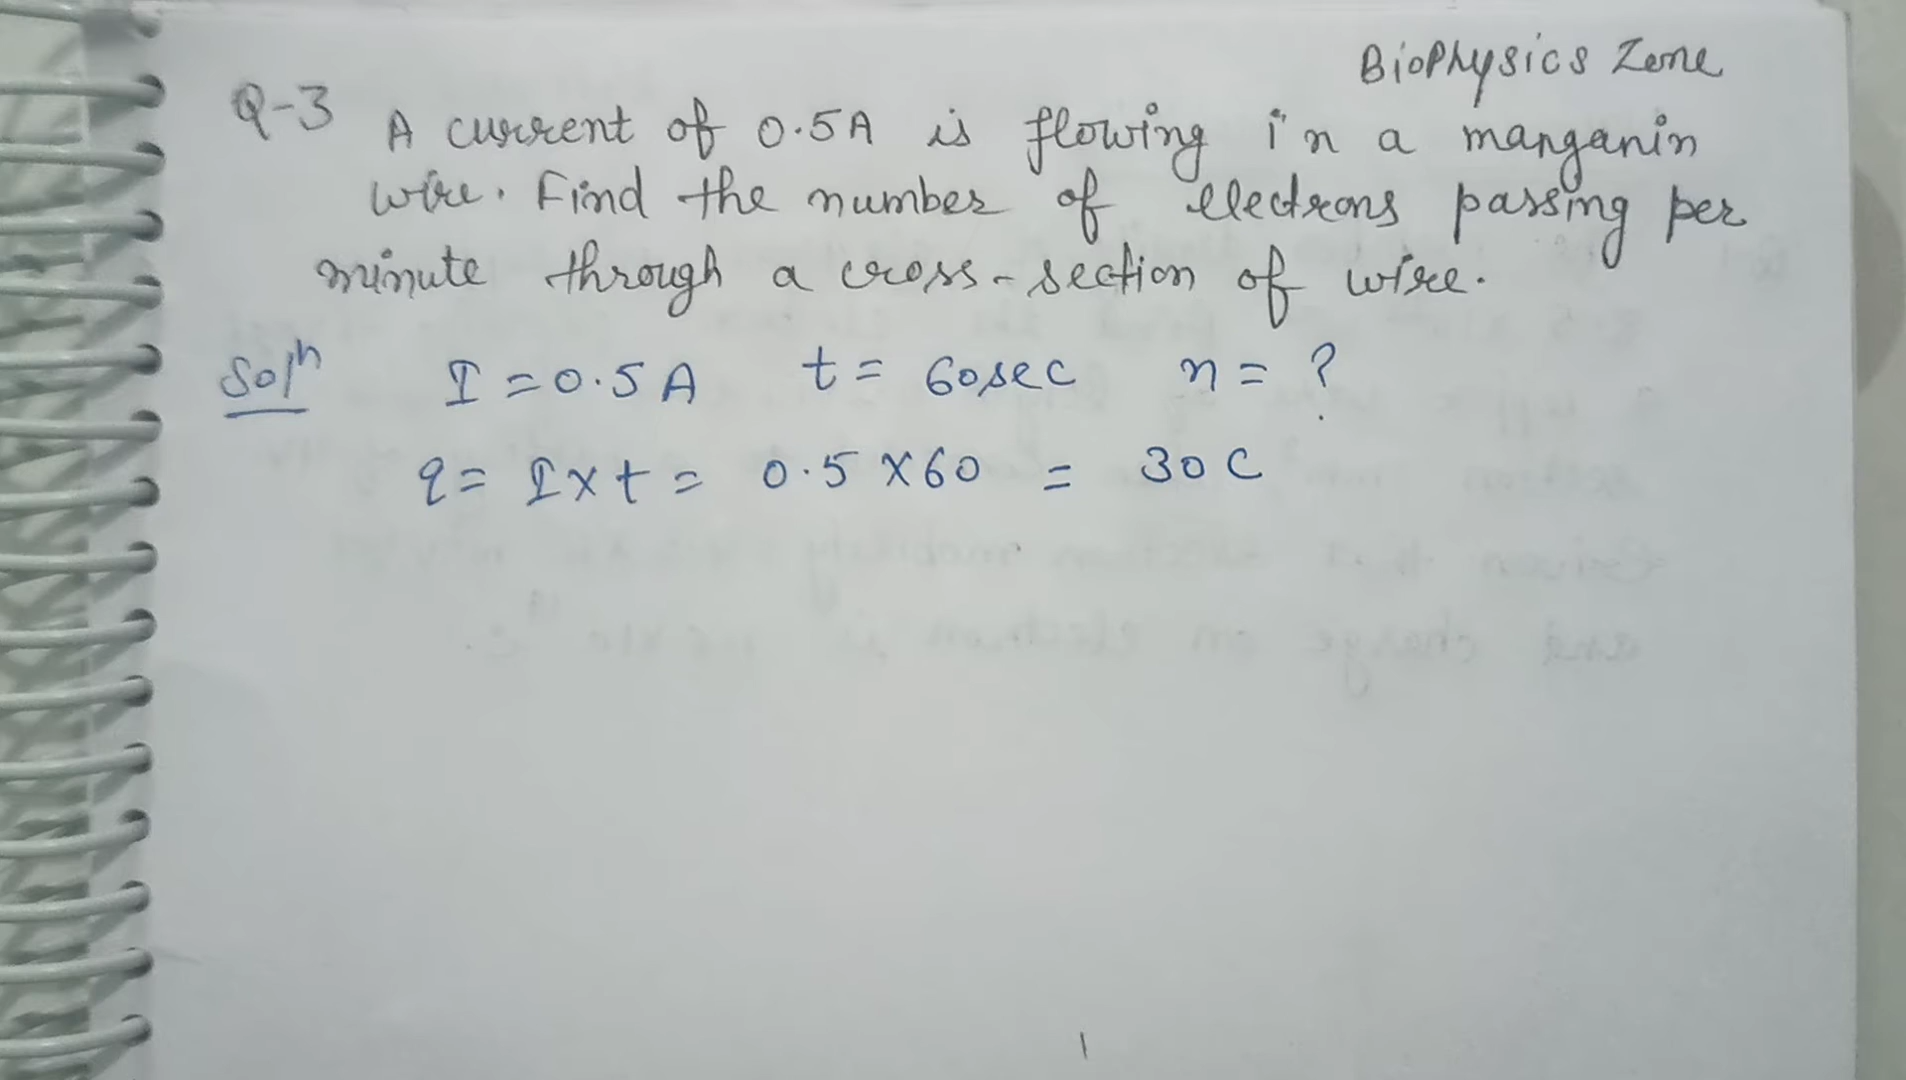 BioPhysics Zone
Q-3 A current of 0.5A is flowing in a manganin
wire. Find the number of electrons passing per
minute through a cross-section of wire.
Solⁿ I = 0.5 A t = 60sec n = ?
q = I x t = 0.5 x 60 = 30 C